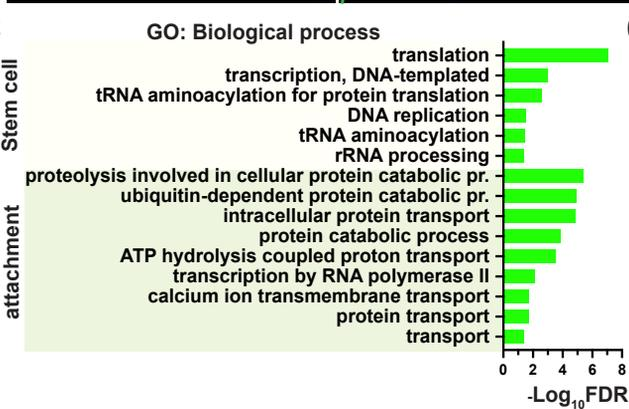 GO: Biological process
Stem cell
translation
transcription, DNA-templated
tRNA aminoacylation for protein translation
DNA replication
tRNA aminoacylation
rRNA processing
attachment
proteolysis involved in cellular protein catabolic pr.
ubiquitin-dependent protein catabolic pr.
intracellular protein transport
protein catabolic process
ATP hydrolysis coupled proton transport
transcription by RNA polymerase II
calcium ion transmembrane transport
protein transport
transport
0 2 4 6 8
-Log₁₀FDR